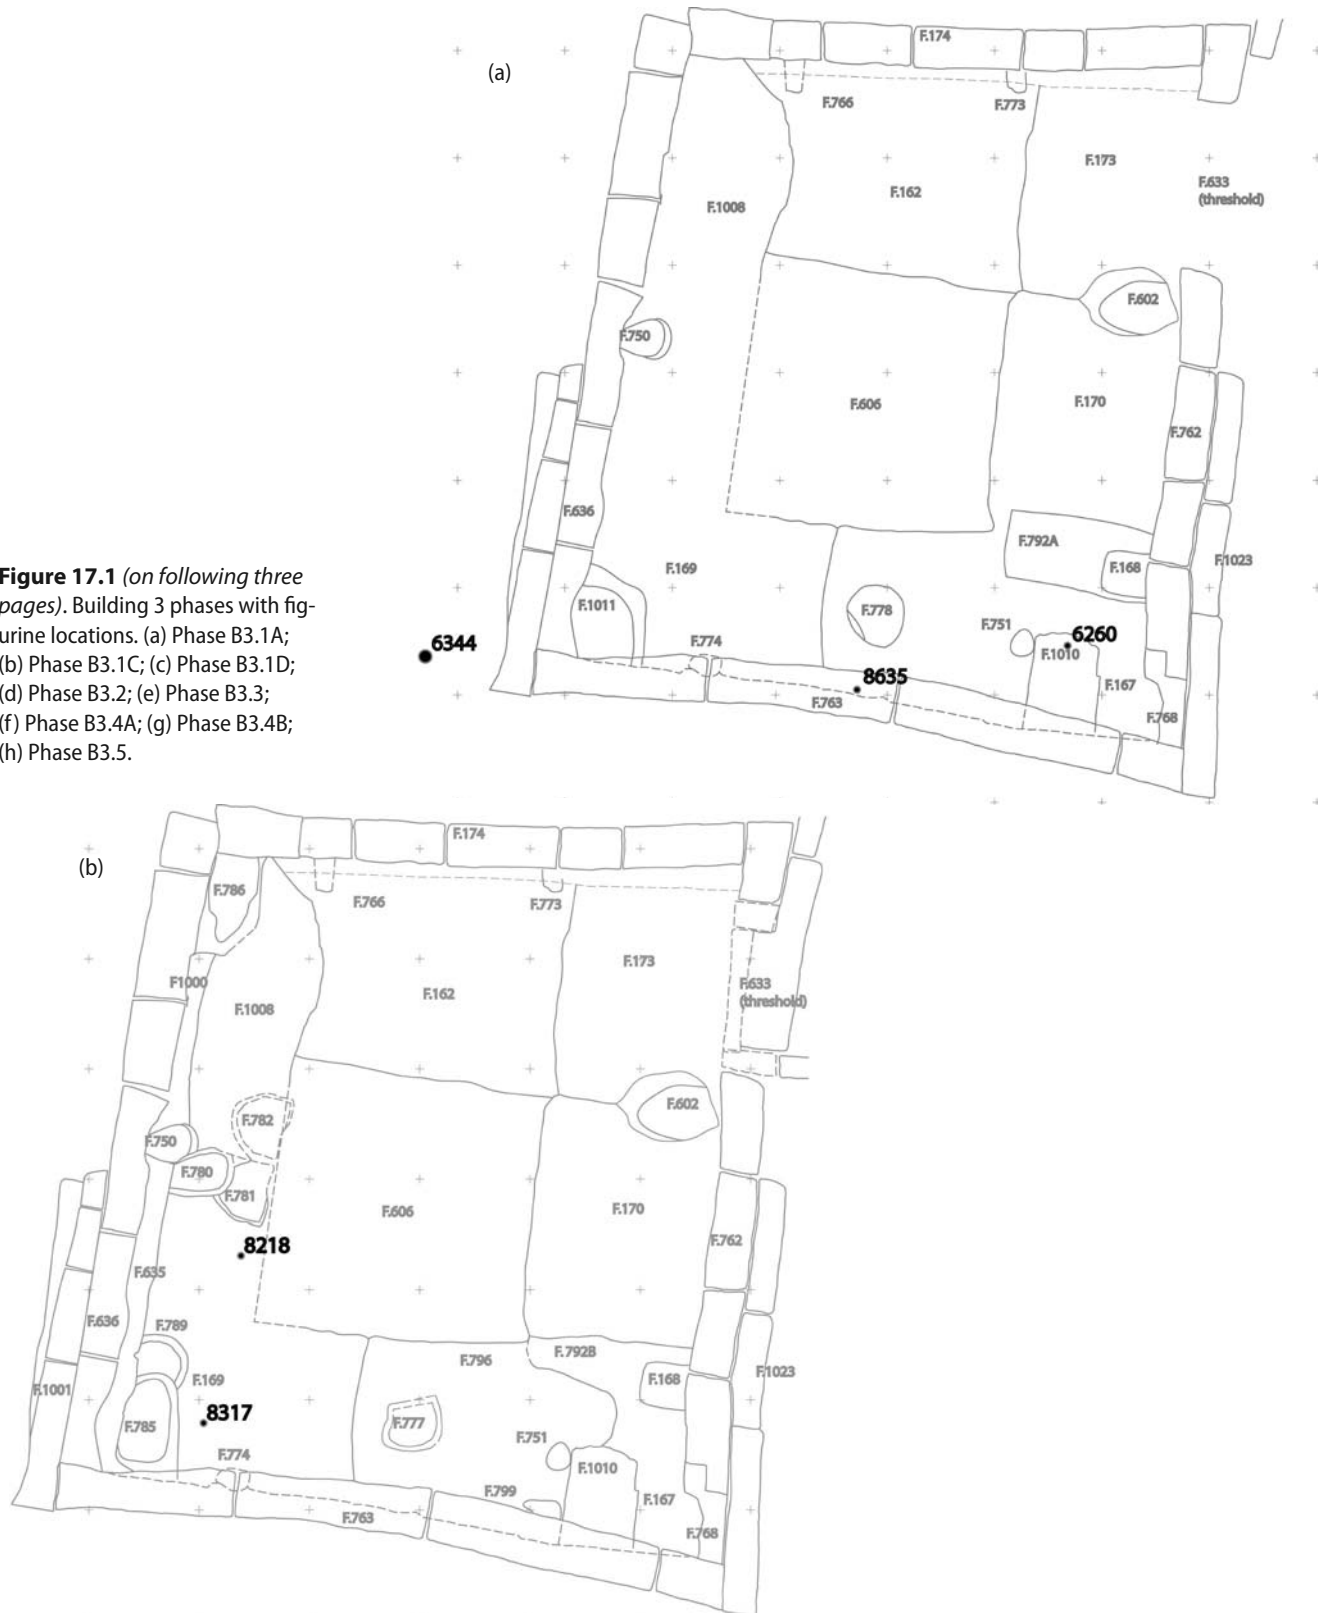 (a)
F.174
F.766
F.773
F.173
F.633
(threshold)
F.162
F.1008
F.602
F.750
F.606
F.170
F.762
F.636
F.792A
F.168
F.1023
F.169
F.1011
F.778
F.751
6260
F.1010
F.774
6344
8635
F.763
F.167
F.768
Figure 17.1 (on following three
pages). Building 3 phases with fig-
urine locations. (a) Phase B3.1A;
(b) Phase B3.1C; (c) Phase B3.1D;
(d) Phase B3.2; (e) Phase B3.3;
(f) Phase B3.4A; (g) Phase B3.4B;
(h) Phase B3.5.
(b)
F.174
F.786
F.766
F.773
F.173
F1000
F.162
F.633
(threshold)
F.1008
F.602
F.782
F.750
F.780
F.781
F.606
F.170
F.762
8218
F.635
F.636
F.789
F.796
F.792B
F.168
F.1023
F.1001
F.169
8317
F.785
F.777
F.751
F.774
F.1010
F.799
F.167
F.763
F.768